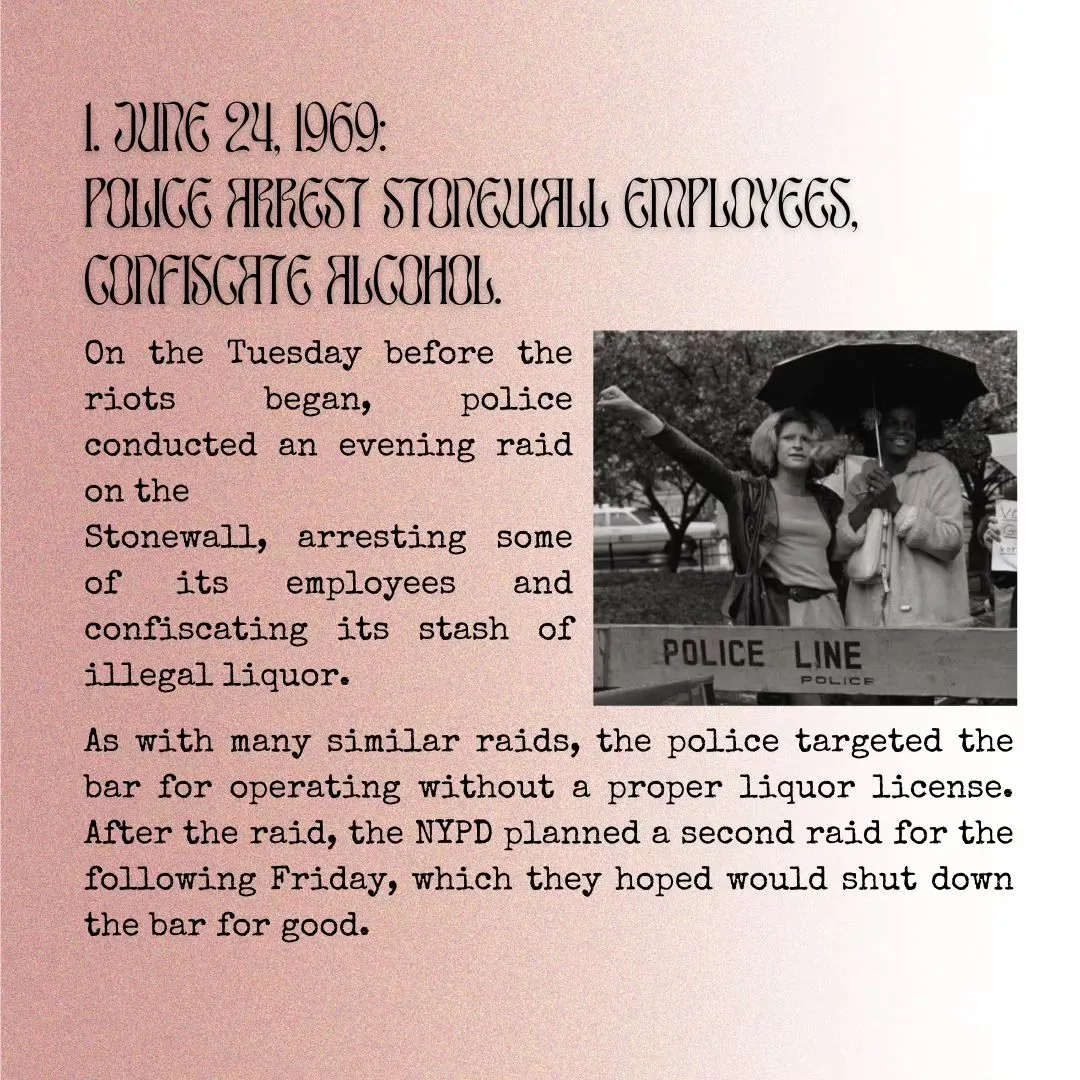 1. JUNE 24, 1969:
POLICE ARREST STONEWALL EMPLOYEES,
CONFISCATE ALCOHOL.
On the Tuesday before the
riots began, police
conducted an evening raid
on the
Stonewall, arresting some
of its employees and
confiscating its stash of
illegal liquor.
POLICE LINE
POLICE
As with many similar raids, the police targeted the
bar for operating without a proper liquor license.
After the raid, the NYPD planned a second raid for the
following Friday, which they hoped would shut down
the bar for good.